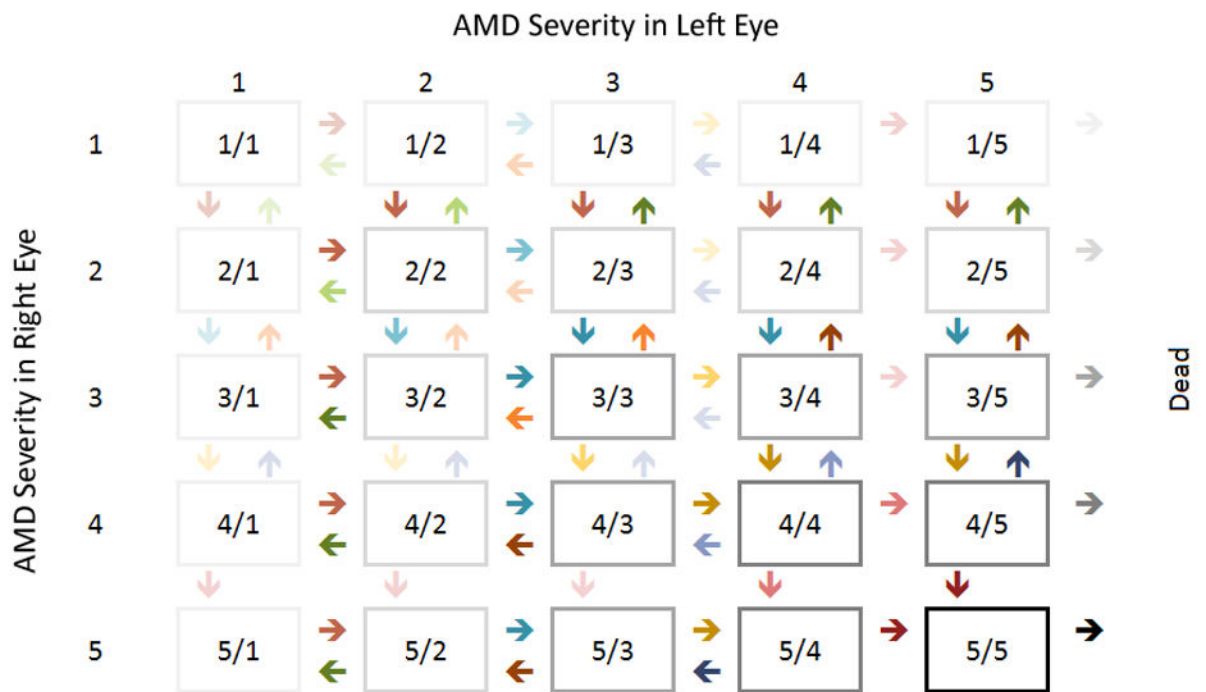 AMD Severity in Left Eye
1 2 3 4 5
1 1/1 1/2 1/3 1/4 1/5
2 2/1 2/2 2/3 2/4 2/5
3 3/1 3/2 3/3 3/4 3/5
4 4/1 4/2 4/3 4/4 4/5
5 5/1 5/2 5/3 5/4 5/5
AMD Severity in Right Eye
Dead